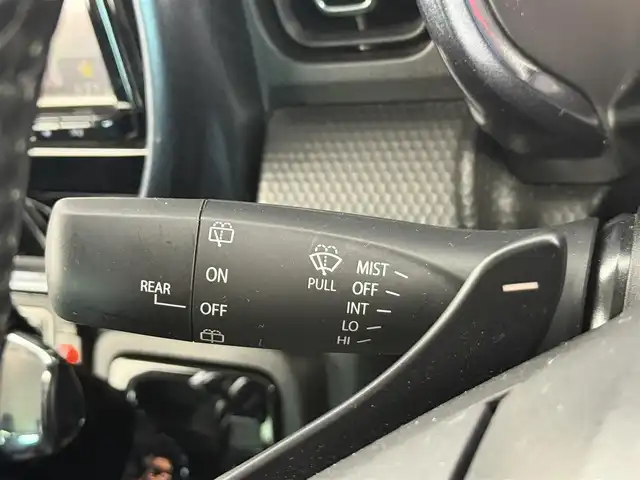 REAR
ON
OFF
PULL
MIST
OFF
INT
LO
HI